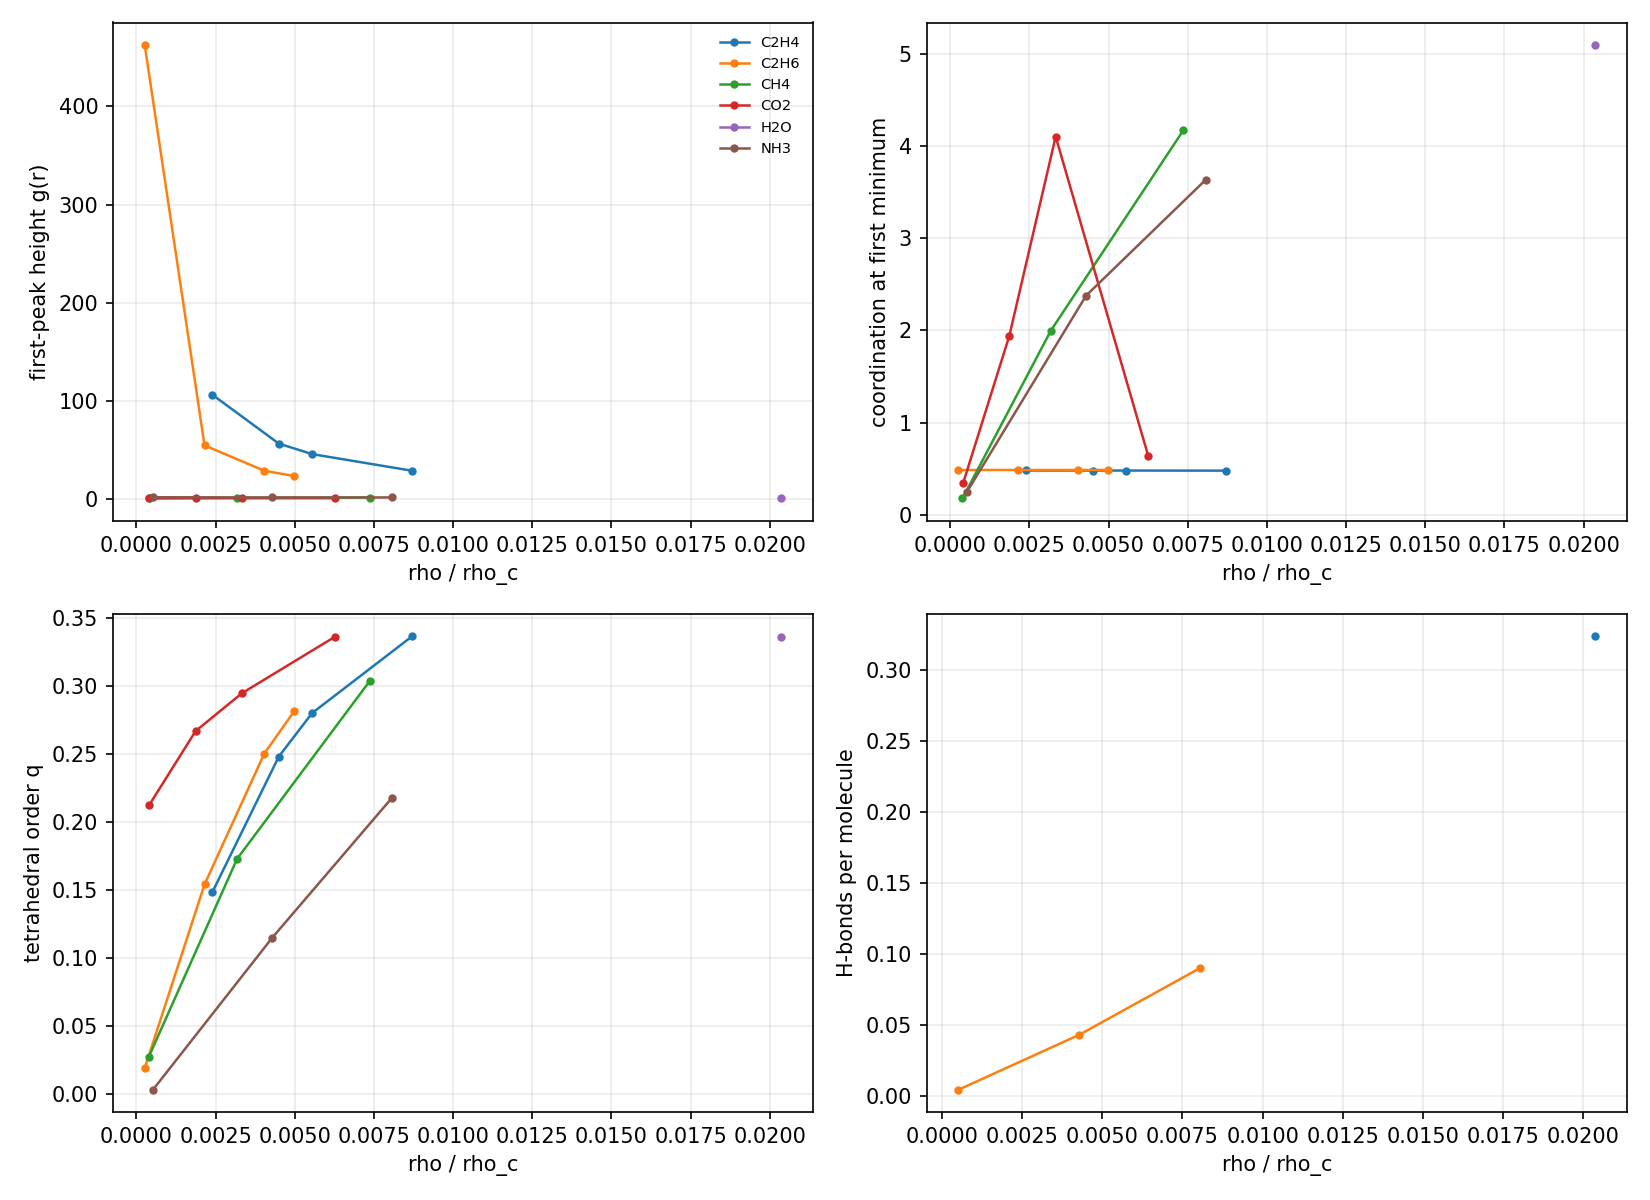 first-peak height g(r)
400
300
200
100
0
0.0000 0.0025 0.0050 0.0075 0.0100 0.0125 0.0150 0.0175 0.0200
rho / rho_c
C2H4
C2H6
CH4
CO2
H2O
NH3
coordination at first minimum
5
4
3
2
1
0
0.0000 0.0025 0.0050 0.0075 0.0100 0.0125 0.0150 0.0175 0.0200
rho / rho_c
tetrahedral order q
0.35
0.30
0.25
0.20
0.15
0.10
0.05
0.00
0.0000 0.0025 0.0050 0.0075 0.0100 0.0125 0.0150 0.0175 0.0200
rho / rho_c
H-bonds per molecule
0.30
0.25
0.20
0.15
0.10
0.05
0.00
0.0000 0.0025 0.0050 0.0075 0.0100 0.0125 0.0150 0.0175 0.0200
rho / rho_c